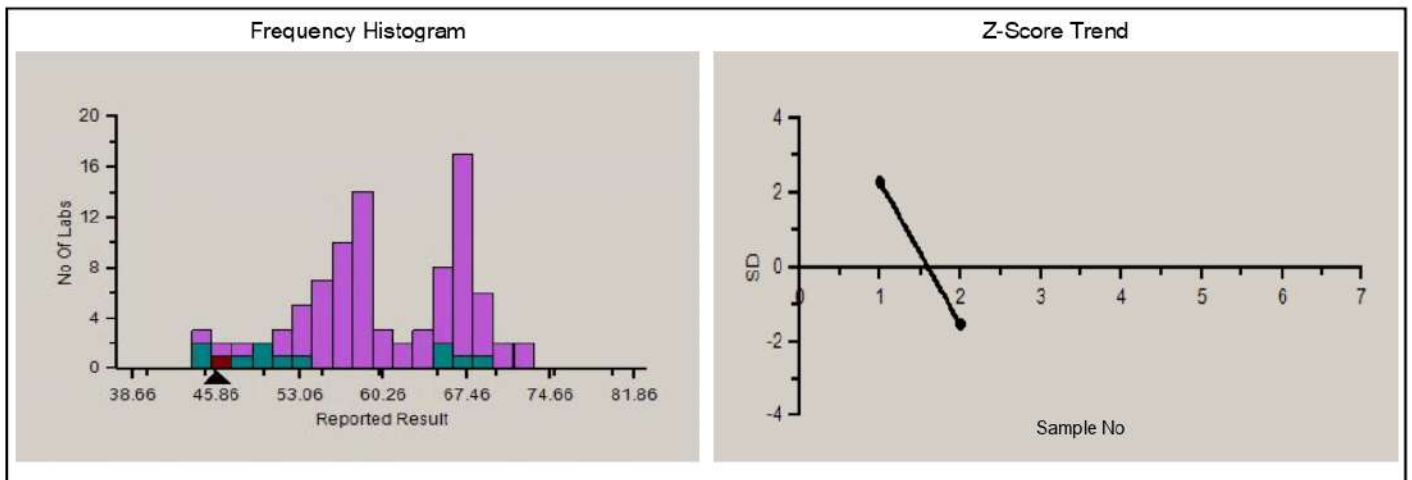 Frequency Histogram
20
16
12
8
4
0
No Of Labs
38.66 45.86 53.06 60.26 67.46 74.66 81.86
Reported Result
Z-Score Trend
4
2
0
-2
-4
SD
0 1 2 3 4 5 6 7
Sample No